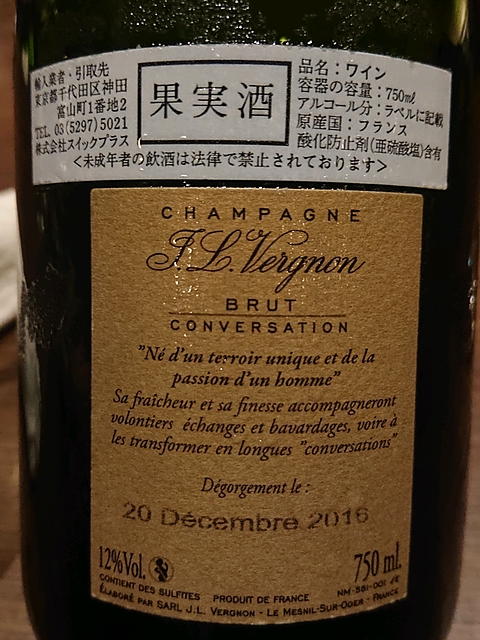 輸入業者・引取先
東京都千代田区神田
富山町1番地2
TEL. 03(5297)5021
株式会社スイックプラス
果実酒
品名：ワイン
容器の容量：750㎖
アルコール分：ラベルに記載
原産国：フランス
酸化防止剤(亜硫酸塩)含有
<未成年者の飲酒は法律で禁止されております>
CHAMPAGNE
J.L. Vergnon
BRUT
CONVERSATION
"Né d'un terroir unique et de la
passion d'un homme"
Sa fraîcheur et sa finesse accompagneront
volontiers échanges et bavardages, voire à
les transformer en longues "conversations"
Dégorgement le :
20 Décembre 2016
12%Vol.
750 ml.
CONTIENT DES SULFITES PRODUIT DE FRANCE
NM-581-001
ÉLABORÉ PAR SARL J.L. VERGNON - LE MESNIL-SUR-OGER - FRANCE